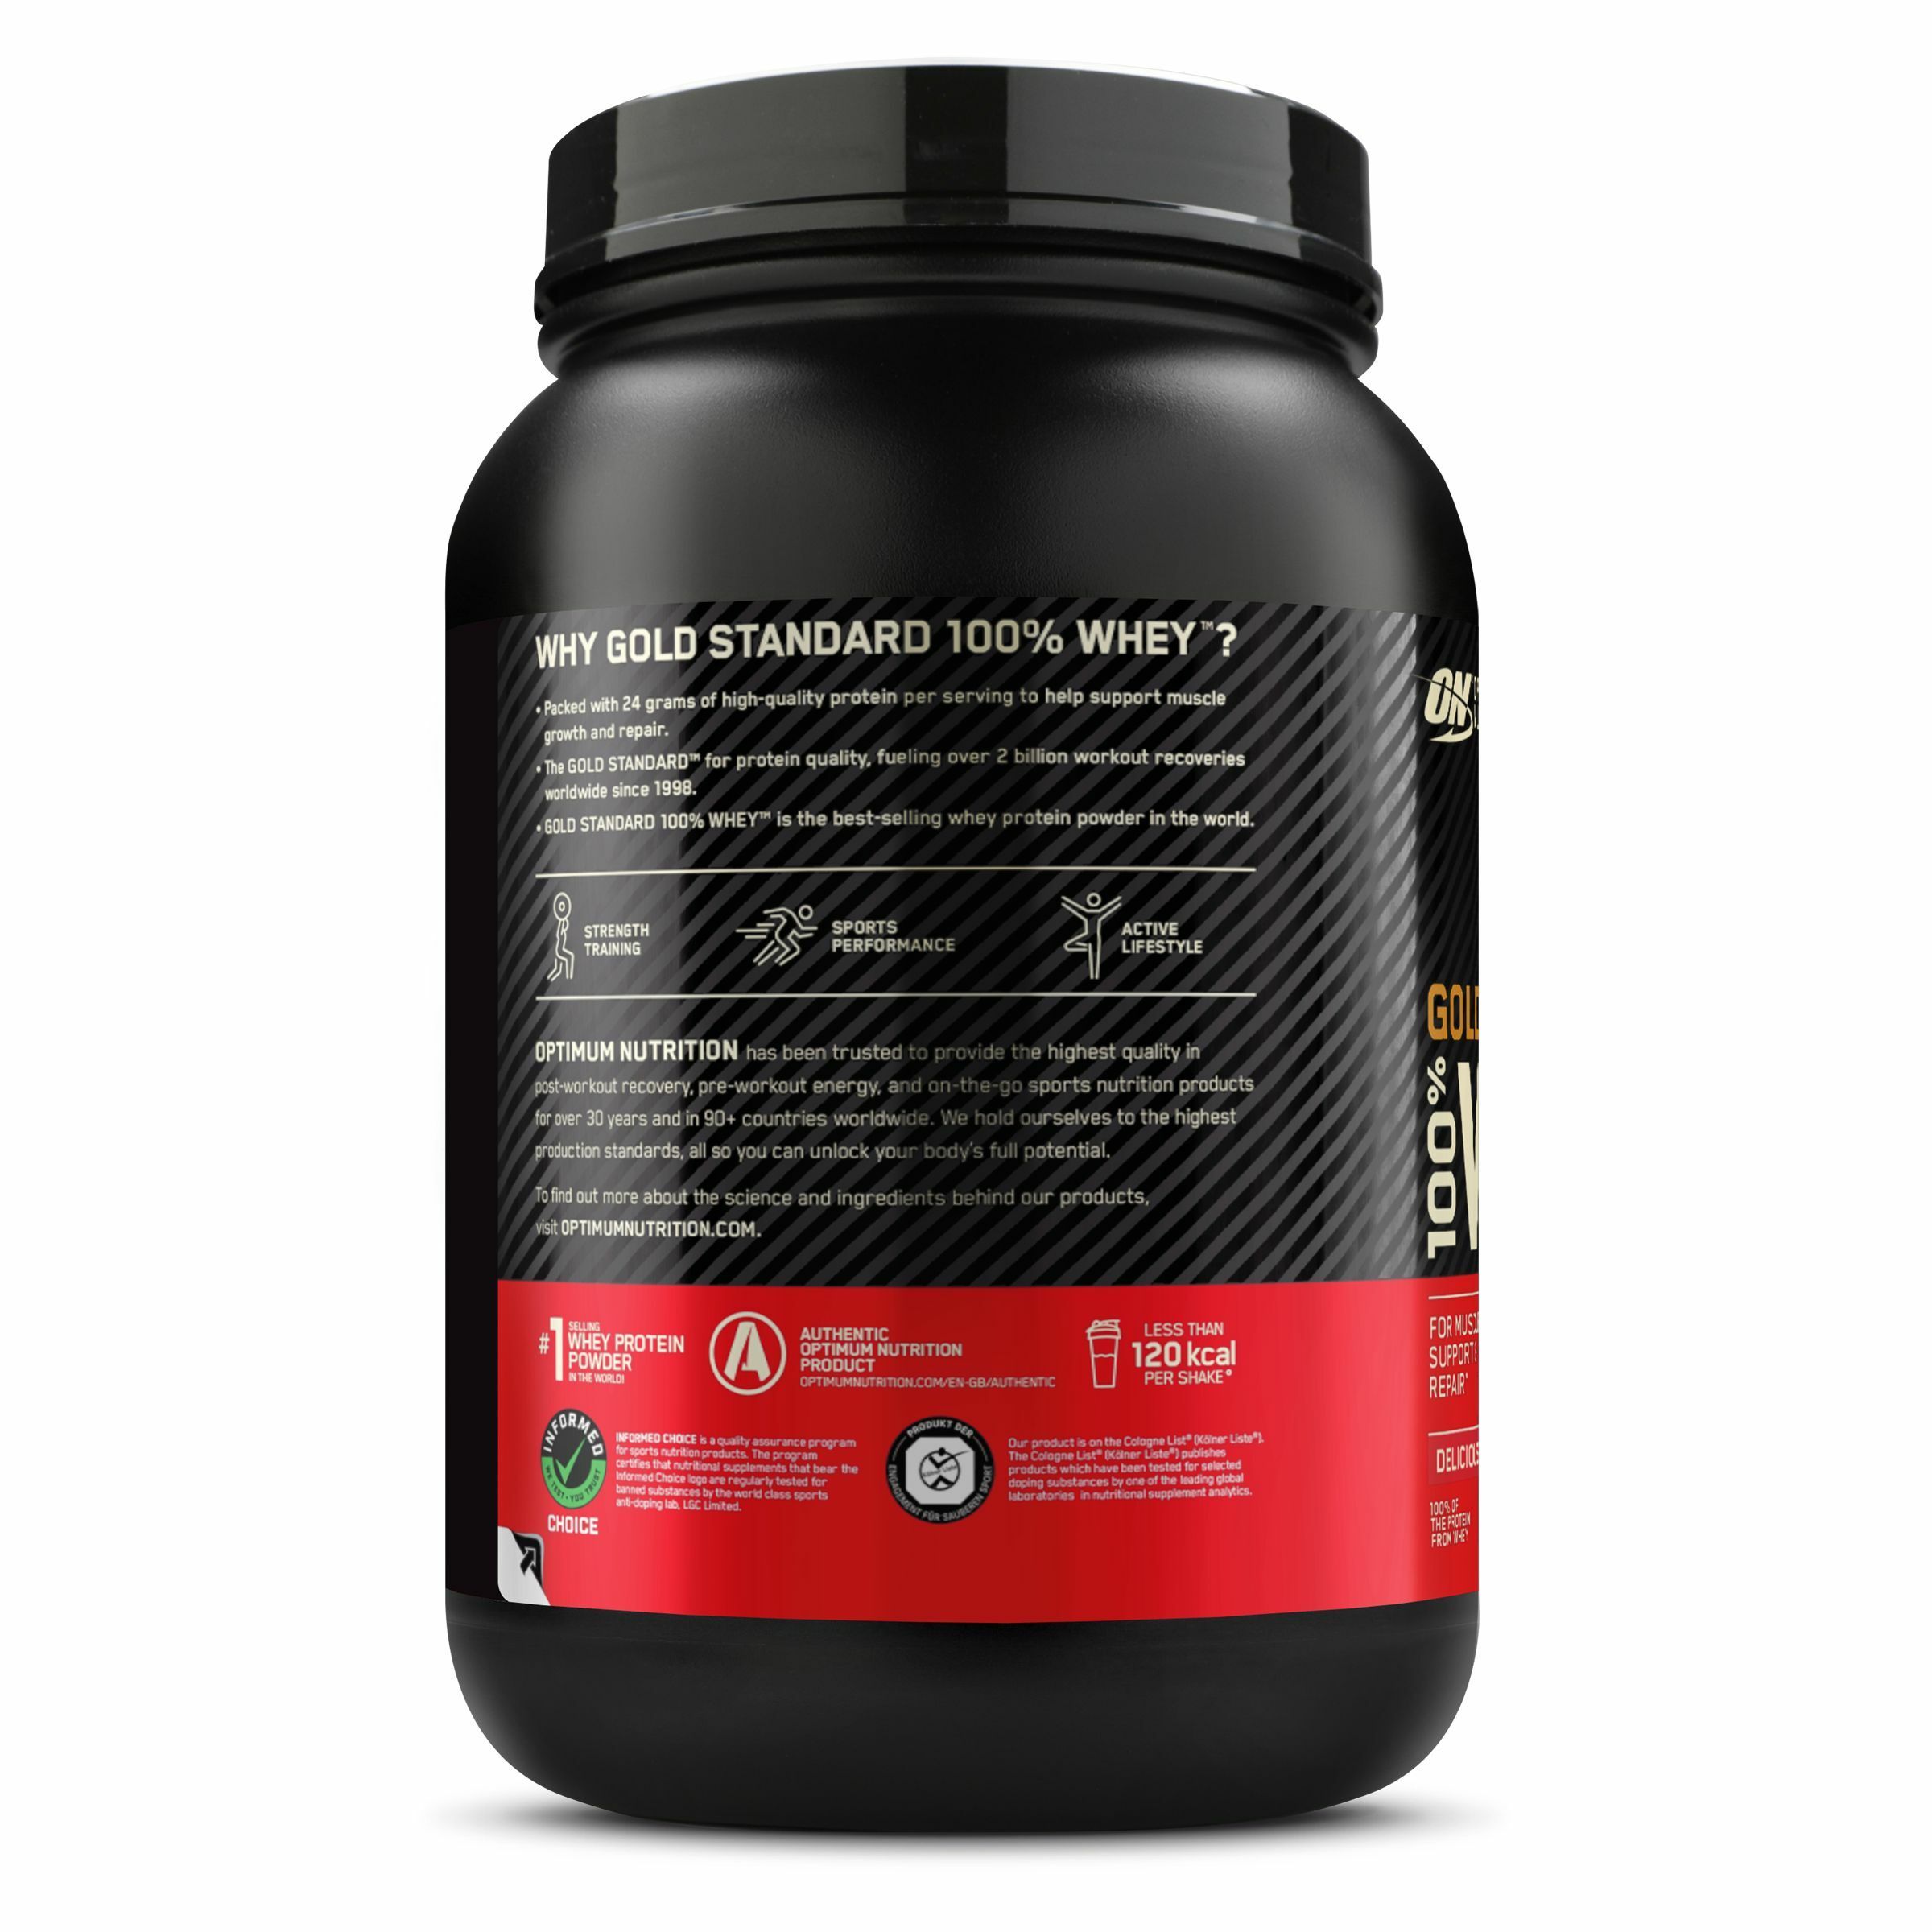 WHY GOLD STANDARD 100% WHEY™?
• Packed with 24 grams of high-quality protein per serving to help support muscle
growth and repair.
• The GOLD STANDARD™ for protein quality, fueling over 2 billion workout recoveries
worldwide since 1998.
• GOLD STANDARD 100% WHEY™ is the best-selling whey protein powder in the world.
STRENGTH
TRAINING
SPORTS
PERFORMANCE
ACTIVE
LIFESTYLE
OPTIMUM NUTRITION has been trusted to provide the highest quality in
post-workout recovery, pre-workout energy, and on-the-go sports nutrition products
for over 30 years and in 90+ countries worldwide. We hold ourselves to the highest
production standards, all so you can unlock your body's full potential.
To find out more about the science and ingredients behind our products,
visit OPTIMUMNUTRITION.COM.
#1 SELLING
WHEY PROTEIN
POWDER
IN THE WORLD!
A
AUTHENTIC
OPTIMUM NUTRITION
PRODUCT
OPTIMUMNUTRITION.COM/EN-GB/AUTHENTIC
LESS THAN
120 kcal
PER SHAKE°
INFORMED
WE TEST • YOU TRUST
CHOICE
INFORMED CHOICE is a quality assurance program
for sports nutrition products. The program
certifies that nutritional supplements that bear the
Informed Choice logo are regularly tested for
banned substances by the world class sports
anti-doping lab, LGC Limited.
PRODUKT DER
Kölner Liste
ENGAGEMENT FÜR SAUBEREN SPORT
Our product is on the Cologne List® (Kölner Liste®).
The Cologne List® (Kölner Liste®) publishes
products which have been tested for selected
doping substances by one of the leading global
laboratories in nutritional supplement analytics.
ON
GOLD
100%
W
FOR MUS
SUPPORT
REPAIR*
DELICIOUS
100% OF
THE PROTEIN
FROM WHEY